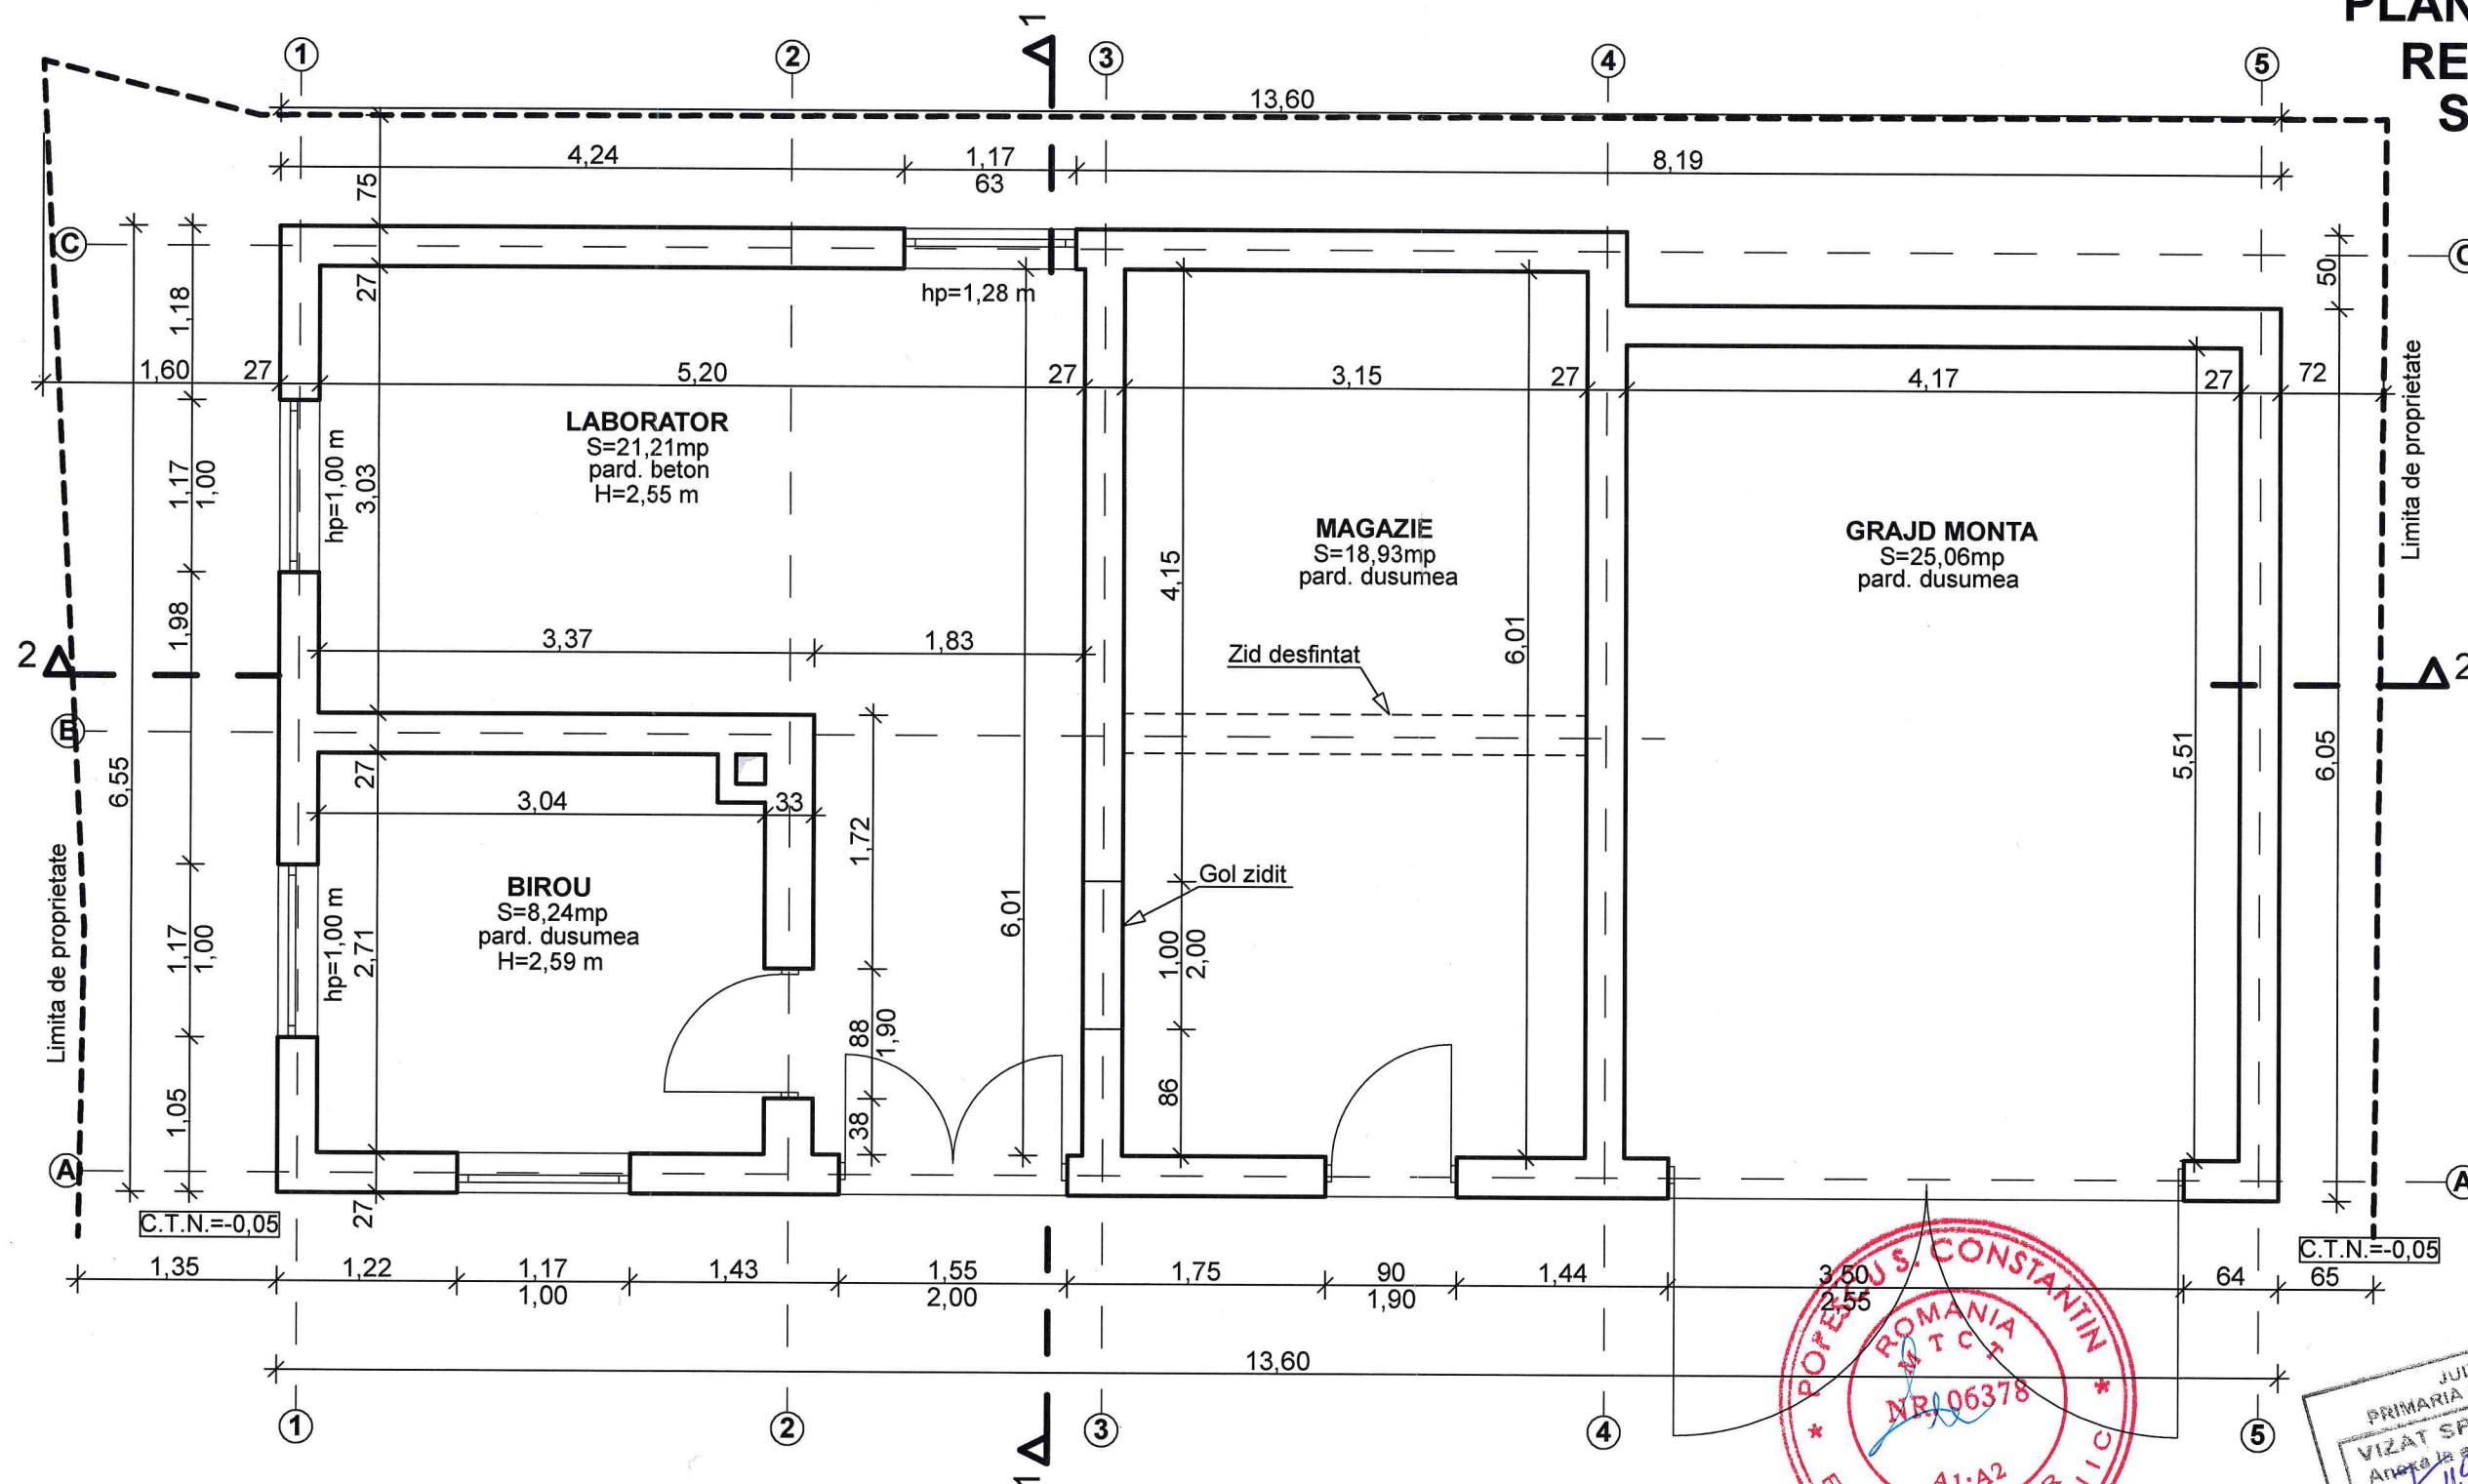 PLAN
RE
S
1
2
1
3
4
5
13,60
4,24
1,17
63
8,19
75
C
C
27
hp=1,28 m
50
1,18
1,60
27
5,20
27
3,15
27
4,17
27
72
LABORATOR
S=21,21mp
pard. beton
H=2,55 m
1,17
1,00
hp=1,00 m
3,03
MAGAZIE
S=18,93mp
pard. dusumea
GRAJD MONTA
S=25,06mp
pard. dusumea
Limita de proprietate
4,15
1,98
3,37
1,83
6,01
Zid desfintat
2
2
B
6,55
27
3,04
33
1,72
5,51
6,05
Limita de proprietate
BIROU
S=8,24mp
pard. dusumea
H=2,59 m
Gol zidit
1,17
1,00
hp=1,00 m
2,71
6,01
1,00
2,00
88
1,90
86
1,05
38
A
A
27
C.T.N.=-0,05
C.T.N.=-0,05
1,35
1,22
1,17
1,00
1,43
1,55
2,00
1,75
90
1,90
1,44
3,50
2,55
64
65
13,60
1
2
1
3
4
5
* POPESCU S. CONSTANTIN *
ROMANIA
M T C T
NR. 06378
A1.A2
PRIMARIA
VIZAT
Anexa la